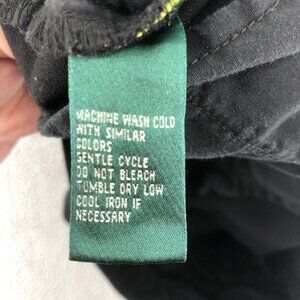 MACHINE WASH COLD
WITH SIMILAR
COLORS
GENTLE CYCLE
DO NOT BLEACH
TUMBLE DRY LOW
COOL IRON IF
NECESSARY